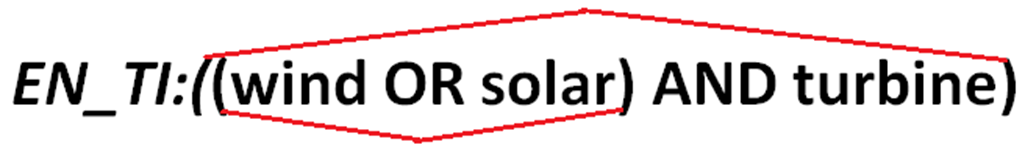 EN_TI:((wind OR solar) AND turbine)